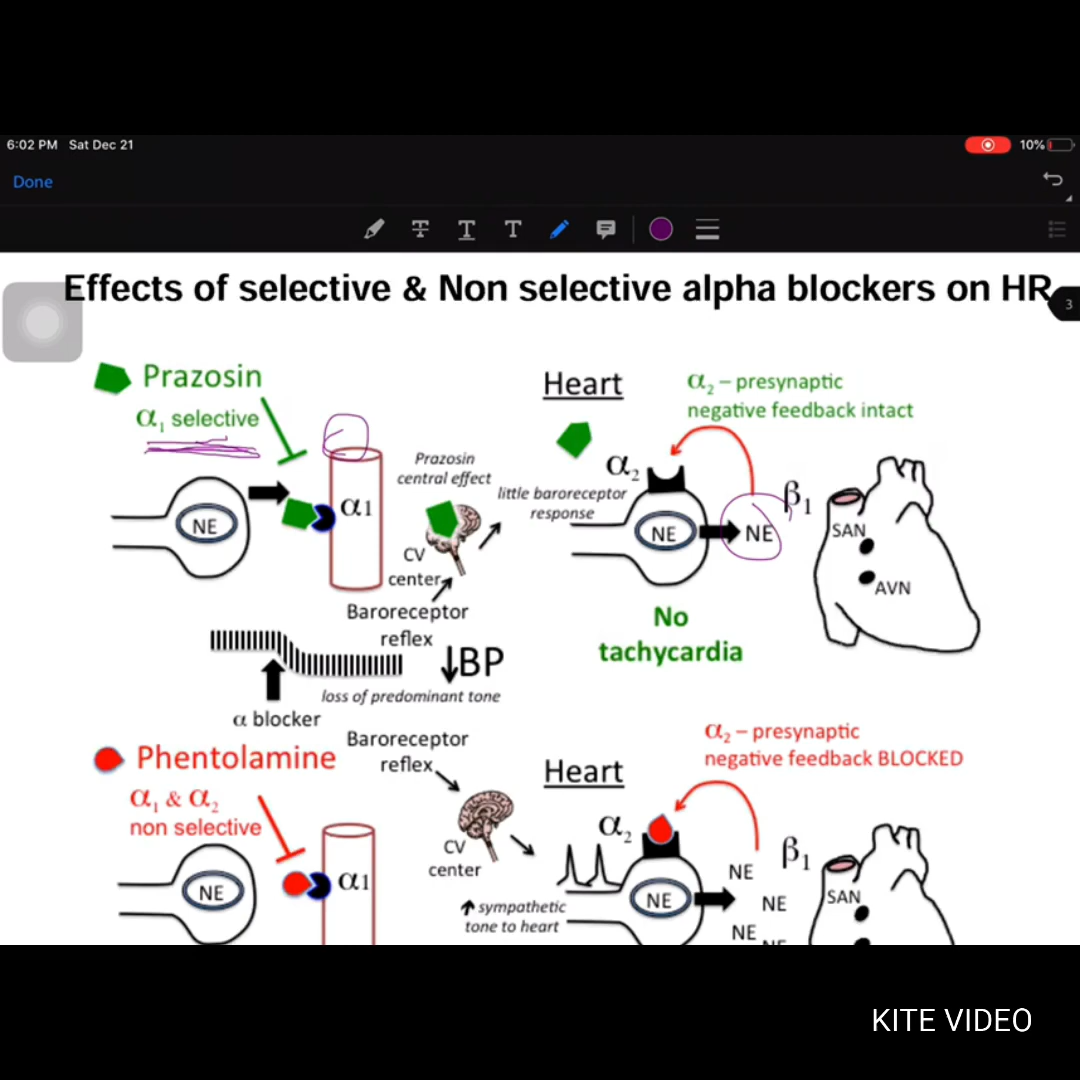 6:02 PM Sat Dec 21
10%
Done
Effects of selective & Non selective alpha blockers on HR
3
Prazosin
α₁ selective
NE
α1
Prazosin
central effect
CV
center
little baroreceptor
response
Heart
α₂ – presynaptic
negative feedback intact
α₂
NE
NE
β₁
SAN
AVN
No
tachycardia
Baroreceptor
reflex
↓BP
loss of predominant tone
α blocker
Phentolamine
α₁ & α₂
non selective
NE
α1
Baroreceptor
reflex
CV
center
↑ sympathetic
tone to heart
Heart
α₂ – presynaptic
negative feedback BLOCKED
α₂
NE
NE
NE
NE
NE
β₁
SAN
KITE VIDEO